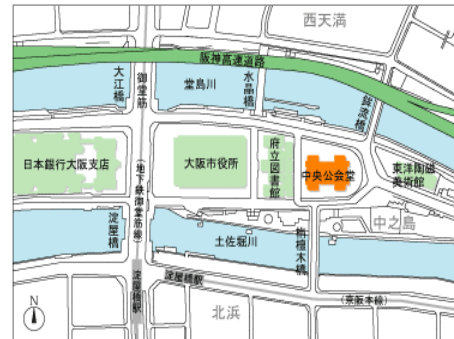 西天満
阪神高速道路
大江橋
御堂筋
堂島川
水晶橋
鉾流橋
日本銀行大阪支店
大阪市役所
府立図書館
中央公会堂
東洋陶磁
美術館
(地下鉄御堂筋線)
中之島
淀屋橋
土佐堀川
栴檀木橋
淀屋橋駅
淀屋橋駅
(京阪本線)
北浜
N